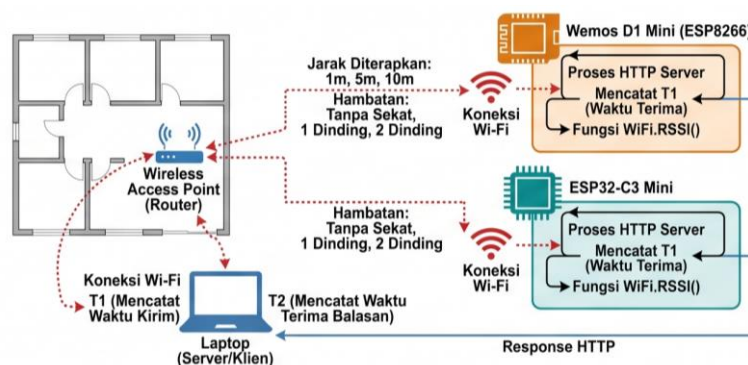 Wemos D1 Mini (ESP8266)
Jarak Diterapkan:
1m, 5m, 10m
Hambatan:
Tanpa Sekat,
1 Dinding, 2 Dinding
Koneksi
Wi-Fi
Proses HTTP Server
Mencatat T1
(Waktu Terima)
Fungsi WiFi.RSSI()
Wireless
Access Point
(Router)
ESP32-C3 Mini
Hambatan:
Tanpa Sekat,
1 Dinding, 2 Dinding
Koneksi
Wi-Fi
Proses HTTP Server
Mencatat T1
(Waktu Terima)
Fungsi WiFi.RSSI()
Koneksi Wi-Fi
T1 (Mencatat
Waktu Kirim)
T2 (Mencatat Waktu
Terima Balasan)
Laptop
(Server/Klien)
Response HTTP